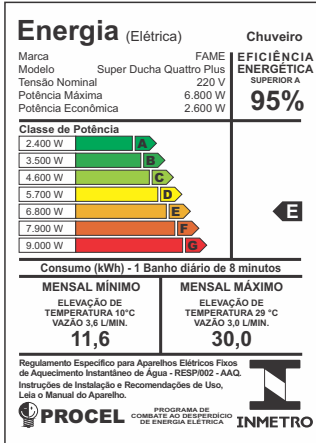 Energia (Elétrica) Chuveiro
Marca FAME
Modelo Super Ducha Quattro Plus
Tensão Nominal 220 V
Potência Máxima 6.800 W
Potência Econômica 2.600 W
EFICIÊNCIA
ENERGÉTICA
SUPERIOR A
95%
Classe de Potência
2.400 W A
3.500 W B
4.600 W C
5.700 W D
6.800 W E
7.900 W F
9.000 W G
E
Consumo (kWh) - 1 Banho diário de 8 minutos
MENSAL MÍNIMO
ELEVAÇÃO DE
TEMPERATURA 10°C
VAZÃO 3,6 L/MIN.
11,6
MENSAL MÁXIMO
ELEVAÇÃO DE
TEMPERATURA 29 °C
VAZÃO 3,0 L/MIN.
30,0
Regulamento Específico para Aparelhos Elétricos Fixos
de Aquecimento Instantâneo de Água - RESP/002 - AAQ.
Instruções de Instalação e Recomendações de Uso,
Leia o Manual do Aparelho.
PROCEL
PROGRAMA DE
COMBATE AO DESPERDÍCIO
DE ENERGIA ELÉTRICA
INMETRO